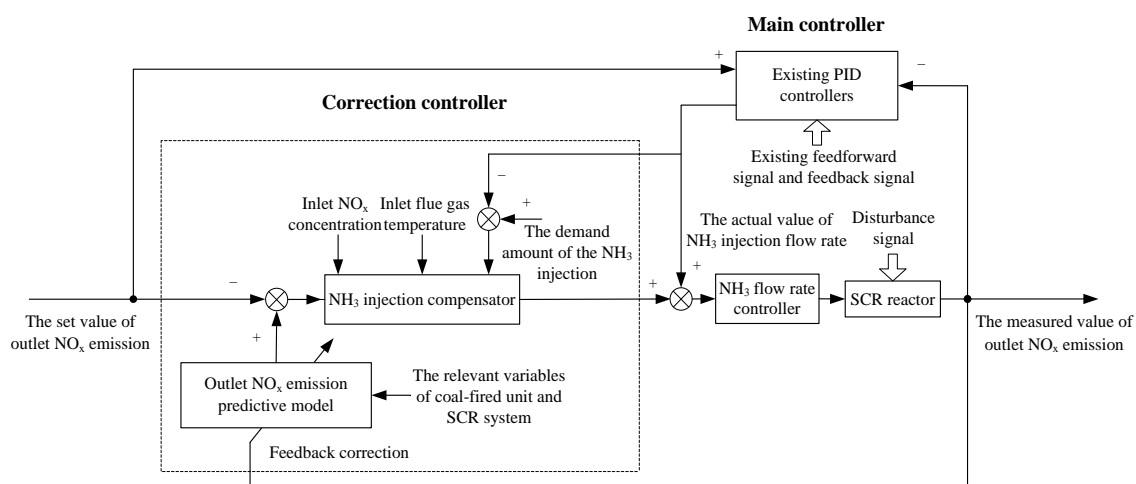 Main controller
+
−
Existing PID
controllers
Correction controller
Existing feedforward
signal and feedback signal
−
+
Inlet NOx
concentration
Inlet flue gas
temperature
The demand
amount of the NH3
injection
The actual value of
NH3 injection flow rate
Disturbance
signal
−
NH3 injection compensator
+
+
NH3 flow rate
controller
SCR reactor
The set value of
outlet NOx emission
The measured value of
outlet NOx emission
+
Outlet NOx emission
predictive model
The relevant variables
of coal-fired unit and
SCR system
Feedback correction